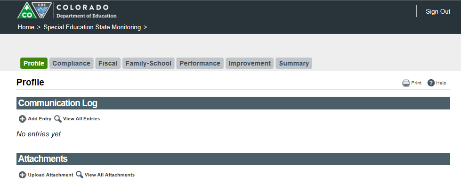 COLORADO
CO CDE Department of Education
Sign Out
Home > Special Education State Monitoring >
Profile Compliance Fiscal Family-School Performance Improvement Summary
Profile
Print Help
Communication Log
Add Entry View All Entries
No entries yet
Attachments
Upload Attachment View All Attachments